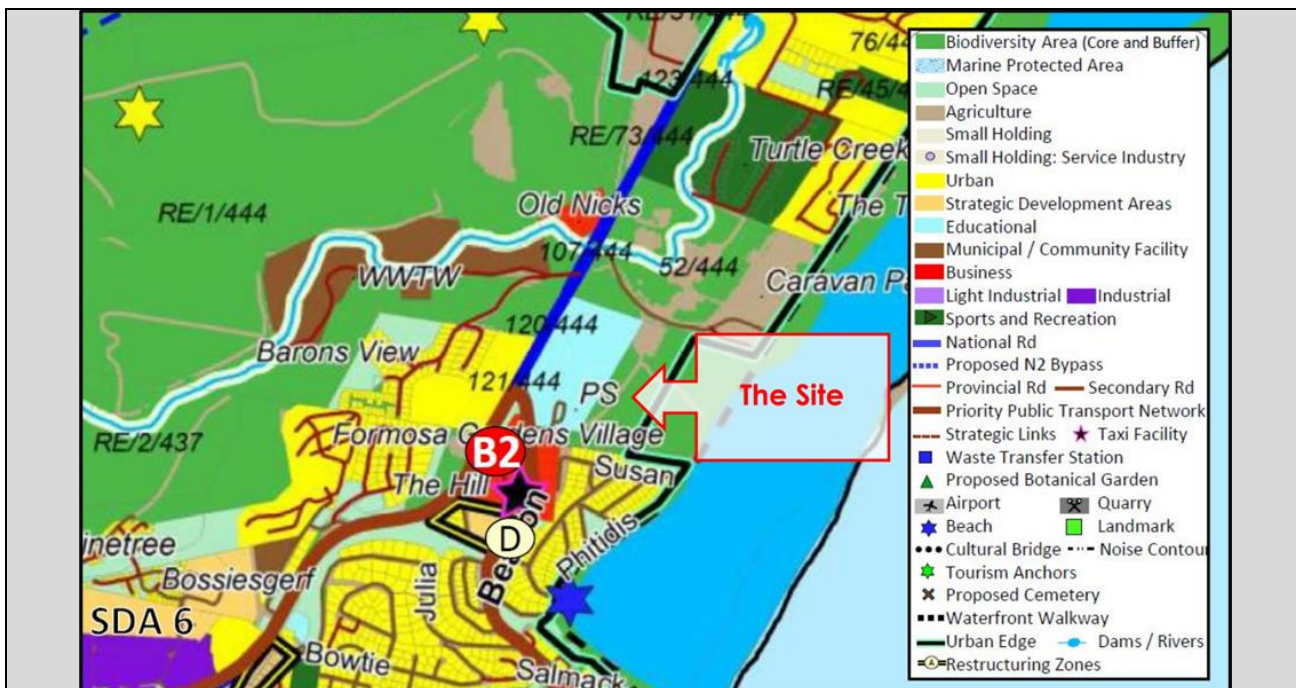 RE/51/444
76/44
123/444
RE/45/4
RE/73/444
Turtle Creek
RE/1/444
Old Nicks
The T
107/444
52/444
WWTW
Caravan Pa
120/444
Barons View
The Site
121/444
PS
RE/2/437
Formosa Gardens Village
B2
Susan
The Hill
Beacon
D
Phitidis
inetree
Bossiesgerf
Julia
SDA 6
Bowtie
Salmack
Biodiversity Area (Core and Buffer)
Marine Protected Area
Open Space
Agriculture
Small Holding
Small Holding: Service Industry
Urban
Strategic Development Areas
Educational
Municipal / Community Facility
Business
Light Industrial Industrial
Sports and Recreation
National Rd
Proposed N2 Bypass
Provincial Rd Secondary Rd
Priority Public Transport Network
Strategic Links Taxi Facility
Waste Transfer Station
Proposed Botanical Garden
Airport Quarry
Beach Landmark
Cultural Bridge Noise Contour
Tourism Anchors
Proposed Cemetery
Waterfront Walkway
Urban Edge Dams / Rivers
A Restructuring Zones